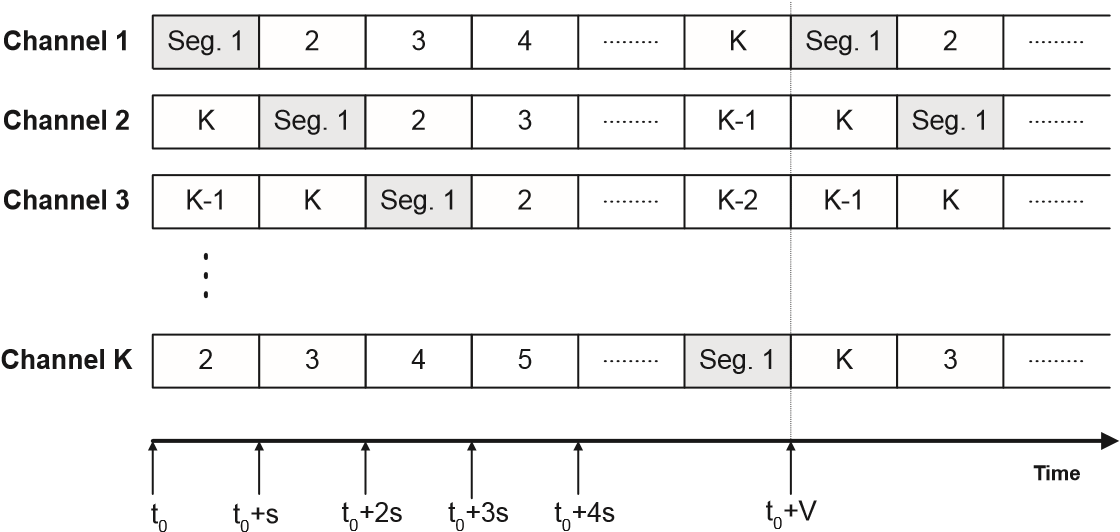 Channel 1 Seg. 1 2 3 4 ......... K Seg. 1 2 .........
Channel 2 K Seg. 1 2 3 ......... K-1 K Seg. 1 .........
Channel 3 K-1 K Seg. 1 2 ......... K-2 K-1 K .........
Channel K 2 3 4 5 ......... Seg. 1 K 3 .........
Time
t0 t0+s t0+2s t0+3s t0+4s t0+V